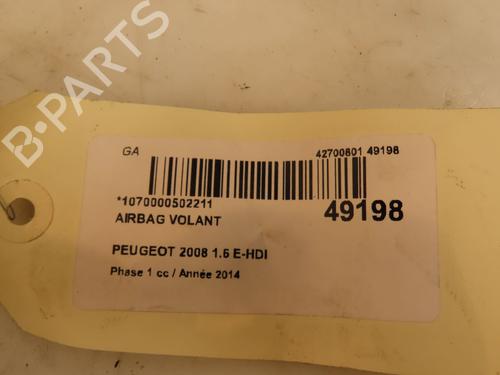 GA
42700801 49198
*1070000502211
49198
AIRBAG VOLANT
PEUGEOT 2008 1.6 E-HDI
Phase 1 cc / Année 2014
B-PARTS